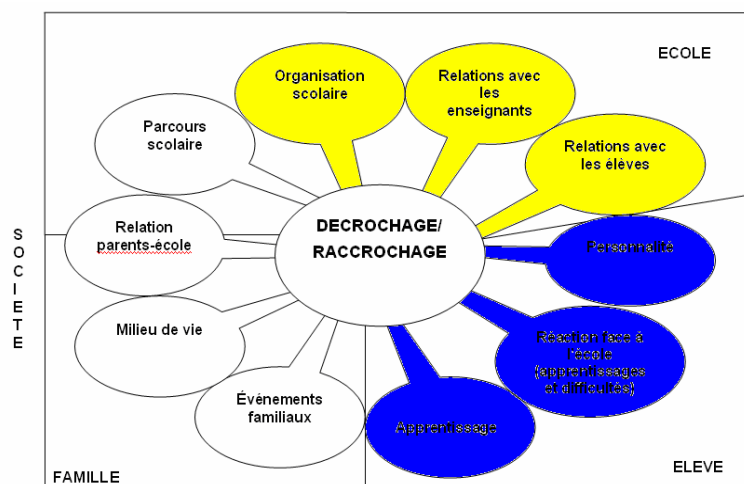 ECOLE
Organisation
scolaire
Relations avec
les
enseignants
Parcours
scolaire
Relations avec
les élèves
DECROCHAGE/
RACCROCHAGE
Relation
parents-école
Personnalité
S
O
C
I
E
T
E
Milieu de vie
Réaction face à
l'école
(apprentissages
et difficultés)
Événements
familiaux
Apprentissage
FAMILLE
ELEVE